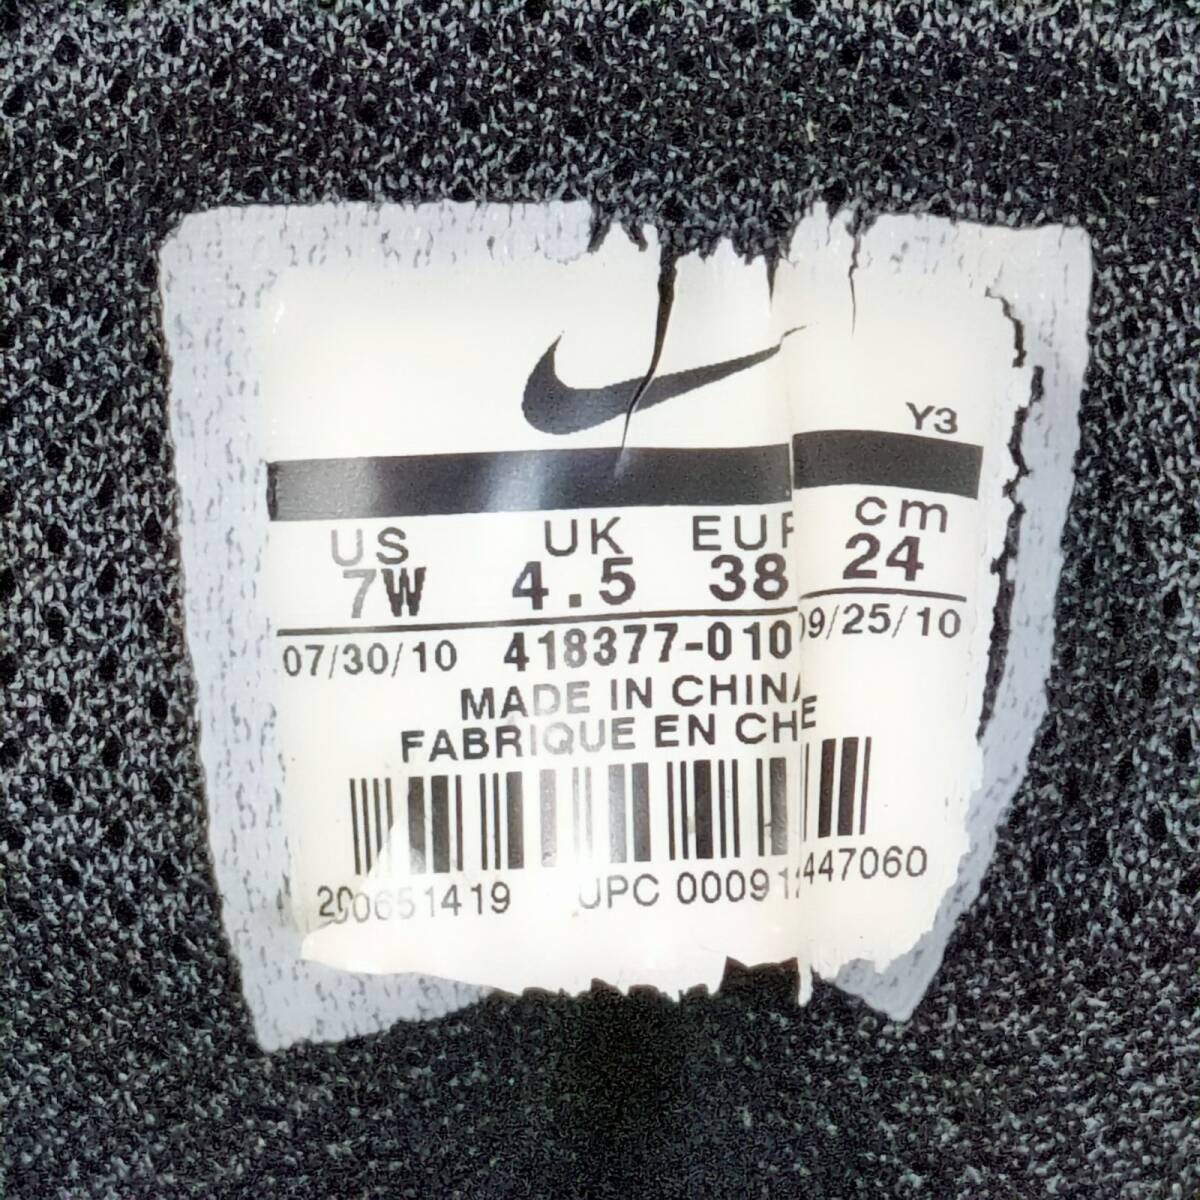 Y3
US UK EUR cm
7W 4.5 38 24
07/30/10 418377-010 09/25/10
MADE IN CHINA
FABRIQUE EN CHE
200651419 UPC 00091 447060